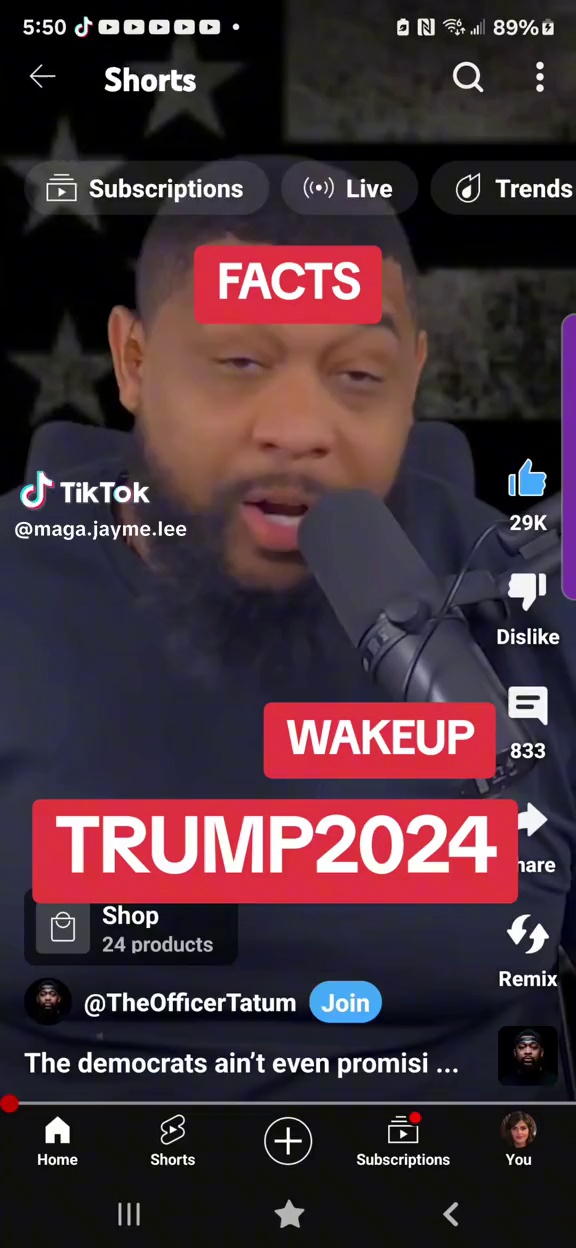 5:50
89%
Shorts
Subscriptions
Live
Trends
FACTS
TikTok
@maga.jayme.lee
29K
Dislike
WAKEUP
833
TRUMP2024
hare
Shop
24 products
@TheOfficerTatum
Join
Remix
The democrats ain't even promisi ...
Home
Shorts
Subscriptions
You